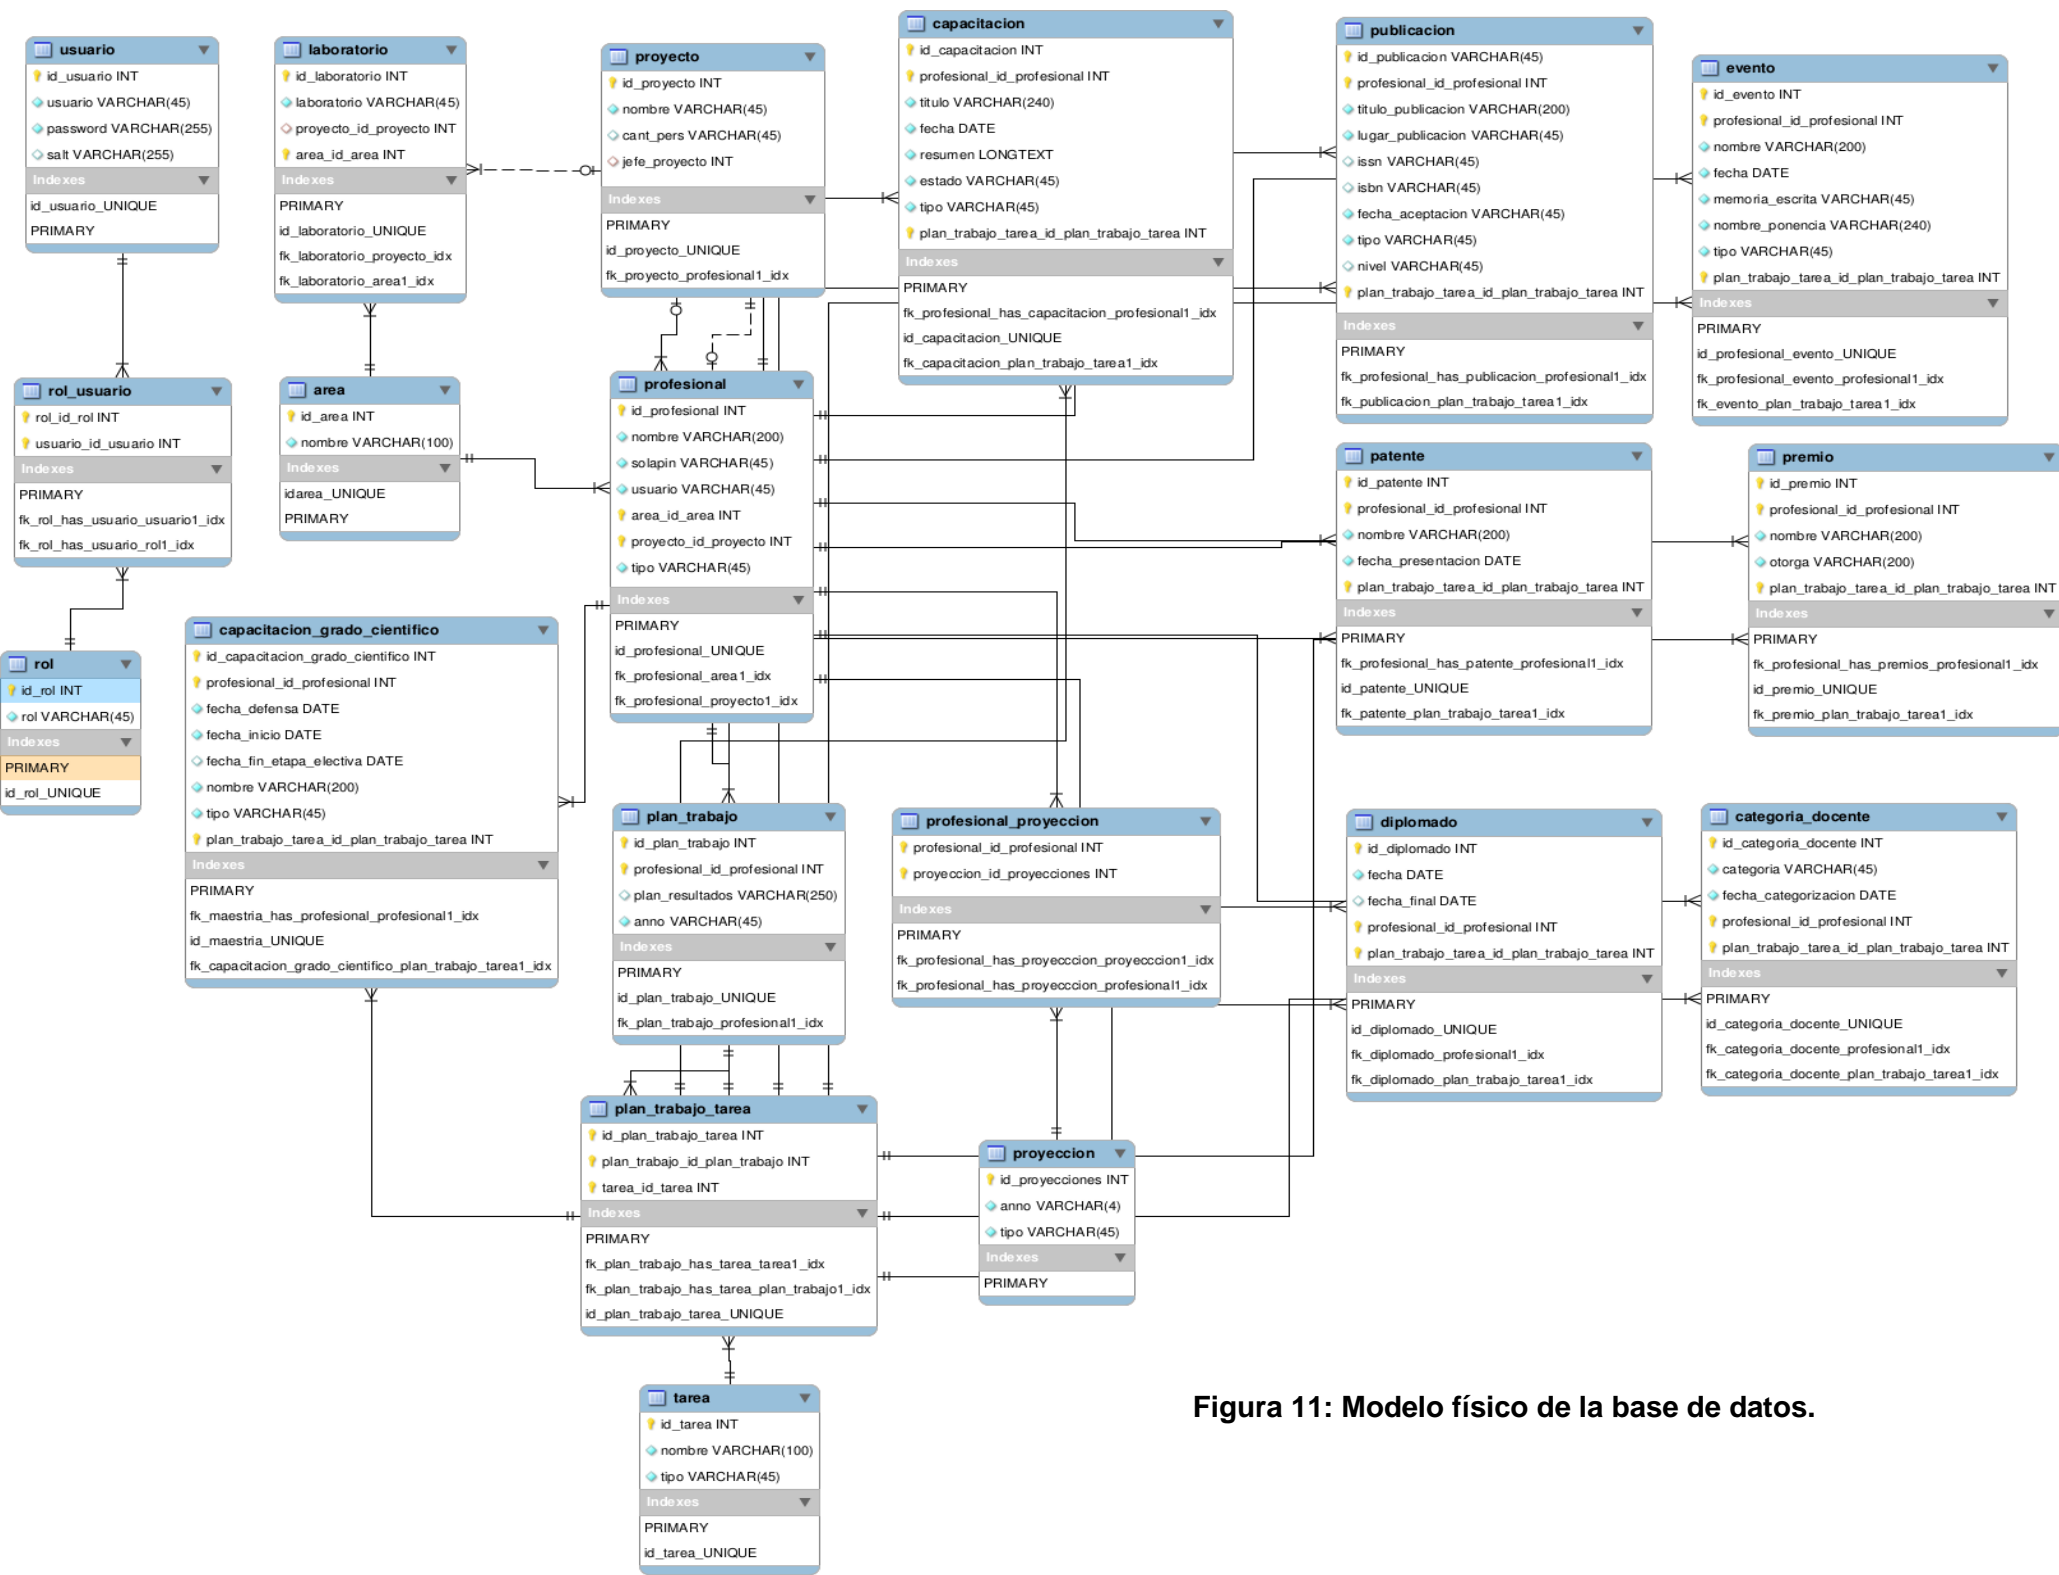 usuario
id_usuario INT
usuario VARCHAR(45)
password VARCHAR(255)
salt VARCHAR(255)
Indexes
id_usuario_UNIQUE
PRIMARY
laboratorio
id_laboratorio INT
laboratorio VARCHAR(45)
proyecto_id_proyecto INT
area_id_area INT
Indexes
PRIMARY
id_laboratorio_UNIQUE
fk_laboratorio_proyecto_idx
fk_laboratorio_area1_idx
proyecto
id_proyecto INT
nombre VARCHAR(45)
cant_pers VARCHAR(45)
jefe_proyecto INT
Indexes
PRIMARY
id_proyecto_UNIQUE
fk_proyecto_profesional1_idx
capacitacion
id_capacitacion INT
profesional_id_profesional INT
titulo VARCHAR(240)
fecha DATE
resumen LONGTEXT
estado VARCHAR(45)
tipo VARCHAR(45)
plan_trabajo_tarea_id_plan_trabajo_tarea INT
Indexes
PRIMARY
fk_profesional_has_capacitacion_profesional1_idx
id_capacitacion_UNIQUE
fk_capacitacion_plan_trabajo_tarea1_idx
publicacion
id_publicacion VARCHAR(45)
profesional_id_profesional INT
titulo_publicacion VARCHAR(200)
lugar_publicacion VARCHAR(45)
issn VARCHAR(45)
isbn VARCHAR(45)
fecha_aceptacion VARCHAR(45)
tipo VARCHAR(45)
nivel VARCHAR(45)
plan_trabajo_tarea_id_plan_trabajo_tarea INT
Indexes
PRIMARY
fk_profesional_has_publicacion_profesional1_idx
fk_publicacion_plan_trabajo_tarea1_idx
evento
id_evento INT
profesional_id_profesional INT
nombre VARCHAR(200)
fecha DATE
memoria_escrita VARCHAR(45)
nombre_ponencia VARCHAR(240)
tipo VARCHAR(45)
plan_trabajo_tarea_id_plan_trabajo_tarea INT
Indexes
PRIMARY
id_profesional_evento_UNIQUE
fk_profesional_evento_profesional1_idx
fk_evento_plan_trabajo_tarea1_idx
rol_usuario
rol_id_rol INT
usuario_id_usuario INT
Indexes
PRIMARY
fk_rol_has_usuario_usuario1_idx
fk_rol_has_usuario_rol1_idx
area
id_area INT
nombre VARCHAR(100)
Indexes
idarea_UNIQUE
PRIMARY
profesional
id_profesional INT
nombre VARCHAR(200)
solapin VARCHAR(45)
usuario VARCHAR(45)
area_id_area INT
proyecto_id_proyecto INT
tipo VARCHAR(45)
Indexes
PRIMARY
id_profesional_UNIQUE
fk_profesional_area1_idx
fk_profesional_proyecto1_idx
patente
id_patente INT
profesional_id_profesional INT
nombre VARCHAR(200)
fecha_presentacion DATE
plan_trabajo_tarea_id_plan_trabajo_tarea INT
Indexes
PRIMARY
fk_profesional_has_patente_profesional1_idx
id_patente_UNIQUE
fk_patente_plan_trabajo_tarea1_idx
premio
id_premio INT
profesional_id_profesional INT
nombre VARCHAR(200)
otorga VARCHAR(200)
plan_trabajo_tarea_id_plan_trabajo_tarea INT
Indexes
PRIMARY
fk_profesional_has_premios_profesional1_idx
id_premio_UNIQUE
fk_premio_plan_trabajo_tarea1_idx
rol
id_rol INT
rol VARCHAR(45)
Indexes
PRIMARY
id_rol_UNIQUE
capacitacion_grado_cientifico
id_capacitacion_grado_cientifico INT
profesional_id_profesional INT
fecha_defensa DATE
fecha_inicio DATE
fecha_fin_etapa_electiva DATE
nombre VARCHAR(200)
tipo VARCHAR(45)
plan_trabajo_tarea_id_plan_trabajo_tarea INT
Indexes
PRIMARY
fk_maestria_has_profesional_profesional1_idx
id_maestria_UNIQUE
fk_capacitacion_grado_cientifico_plan_trabajo_tarea1_idx
plan_trabajo
id_plan_trabajo INT
profesional_id_profesional INT
plan_resultados VARCHAR(250)
anno VARCHAR(45)
Indexes
PRIMARY
id_plan_trabajo_UNIQUE
fk_plan_trabajo_profesional1_idx
profesional_proyeccion
profesional_id_profesional INT
proyeccion_id_proyecciones INT
Indexes
PRIMARY
fk_profesional_has_proyecccion_proyecccion1_idx
fk_profesional_has_proyecccion_profesional1_idx
diplomado
id_diplomado INT
fecha DATE
fecha_final DATE
profesional_id_profesional INT
plan_trabajo_tarea_id_plan_trabajo_tarea INT
Indexes
PRIMARY
id_diplomado_UNIQUE
fk_diplomado_profesional1_idx
fk_diplomado_plan_trabajo_tarea1_idx
categoria_docente
id_categoria_docente INT
categoria VARCHAR(45)
fecha_categorizacion DATE
profesional_id_profesional INT
plan_trabajo_tarea_id_plan_trabajo_tarea INT
Indexes
PRIMARY
id_categoria_docente_UNIQUE
fk_categoria_docente_profesional1_idx
fk_categoria_docente_plan_trabajo_tarea1_idx
plan_trabajo_tarea
id_plan_trabajo_tarea INT
plan_trabajo_id_plan_trabajo INT
tarea_id_tarea INT
Indexes
PRIMARY
fk_plan_trabajo_has_tarea_tarea1_idx
fk_plan_trabajo_has_tarea_plan_trabajo1_idx
id_plan_trabajo_tarea_UNIQUE
proyeccion
id_proyecciones INT
anno VARCHAR(4)
tipo VARCHAR(45)
Indexes
PRIMARY
tarea
id_tarea INT
nombre VARCHAR(100)
tipo VARCHAR(45)
Indexes
PRIMARY
id_tarea_UNIQUE
Figura 11: Modelo físico de la base de datos.